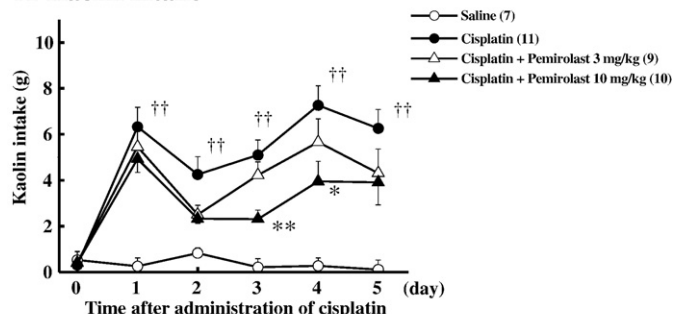 Saline (7)
Cisplatin (11)
Cisplatin + Pemirolast 3 mg/kg (9)
Cisplatin + Pemirolast 10 mg/kg (10)
Kaolin intake (g)
10
8
6
4
2
0
††
††
††
††
††
**
*
0 1 2 3 4 5 (day)
Time after administration of cisplatin